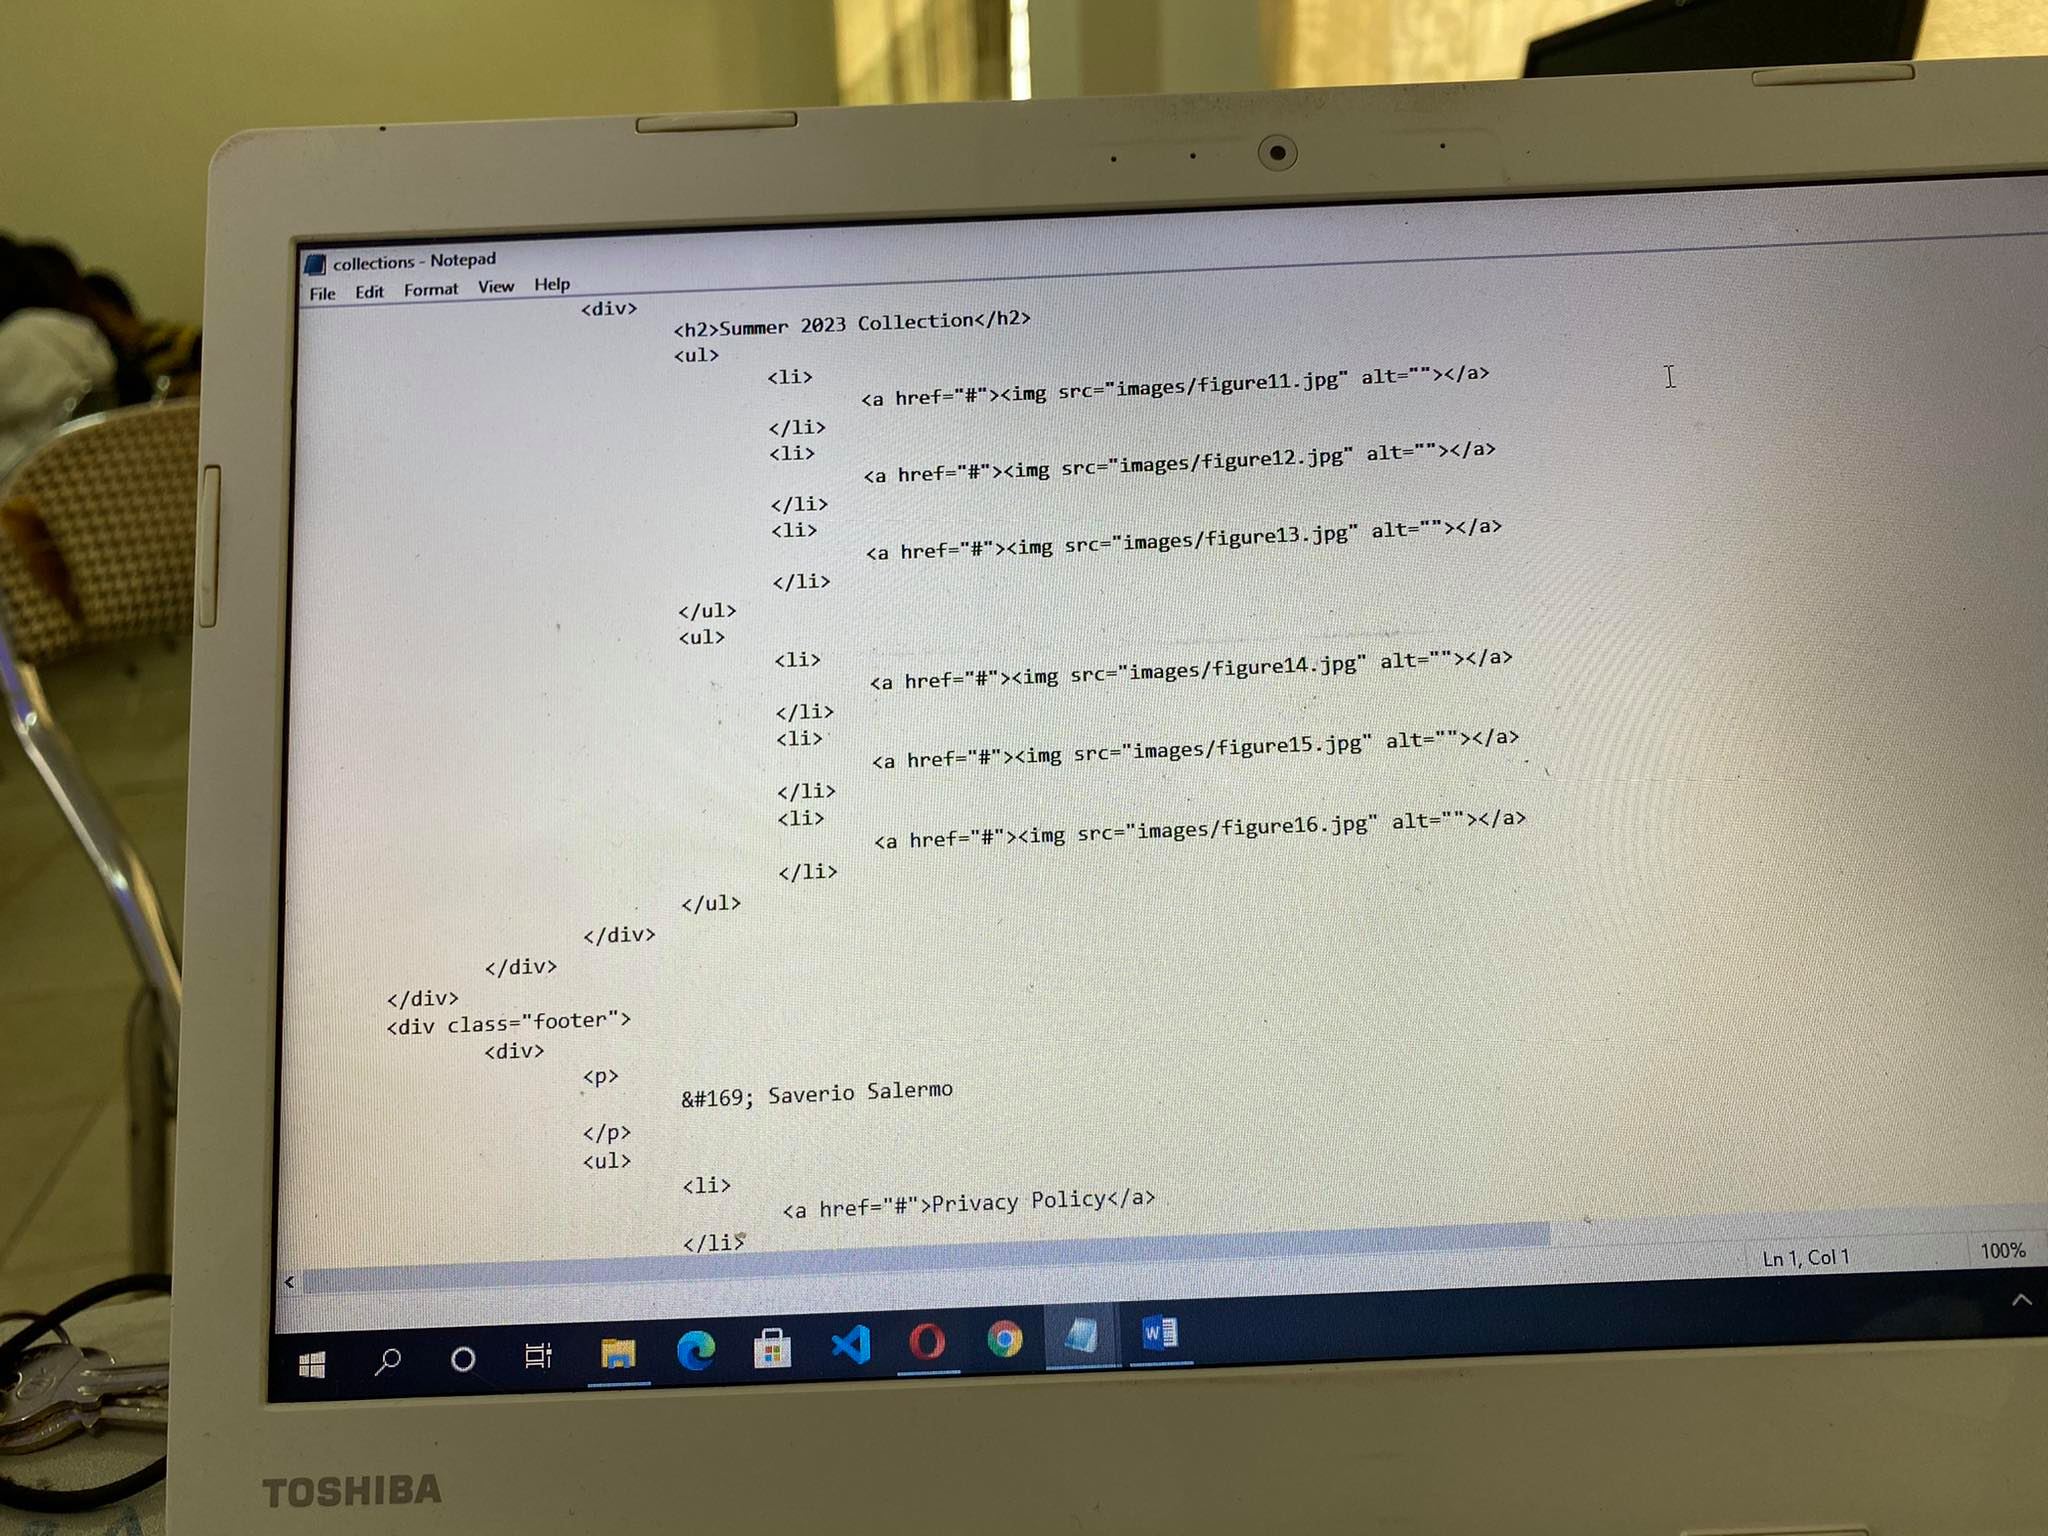 collections - Notepad
File Edit Format View Help
<div>
<h2>Summer 2023 Collection</h2>
<ul>
<li>
<a href="#"><img src="images/figure11.jpg" alt=""></a>
</li>
<li>
<a href="#"><img src="images/figure12.jpg" alt=""></a>
</li>
<li>
<a href="#"><img src="images/figure13.jpg" alt=""></a>
</li>
</ul>
<ul>
<li>
<a href="#"><img src="images/figure14.jpg" alt=""></a>
</li>
<li>
<a href="#"><img src="images/figure15.jpg" alt=""></a>
</li>
<li>
<a href="#"><img src="images/figure16.jpg" alt=""></a>
</li>
</ul>
</div>
</div>
</div>
<div class="footer">
<div>
<p>
&#169; Saverio Salermo
</p>
<ul>
<li>
<a href="#">Privacy Policy</a>
</li>
Ln 1, Col 1 100%
W
TOSHIBA